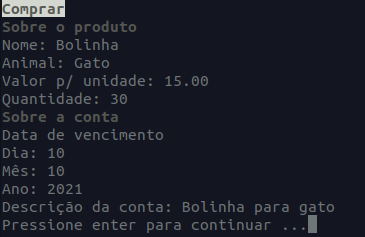 Comprar
Sobre o produto
Nome: Bolinha
Animal: Gato
Valor p/ unidade: 15.00
Quantidade: 30
Sobre a conta
Data de vencimento
Dia: 10
Mês: 10
Ano: 2021
Descrição da conta: Bolinha para gato
Pressione enter para continuar ...